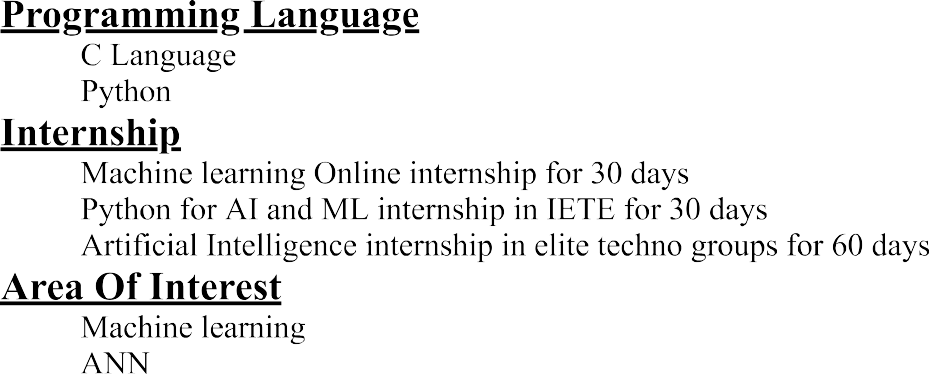 Programming Language
C Language
Python
Internship
Machine learning Online internship for 30 days
Python for AI and ML internship in IETE for 30 days
Artificial Intelligence internship in elite techno groups for 60 days
Area Of Interest
Machine learning
ANN